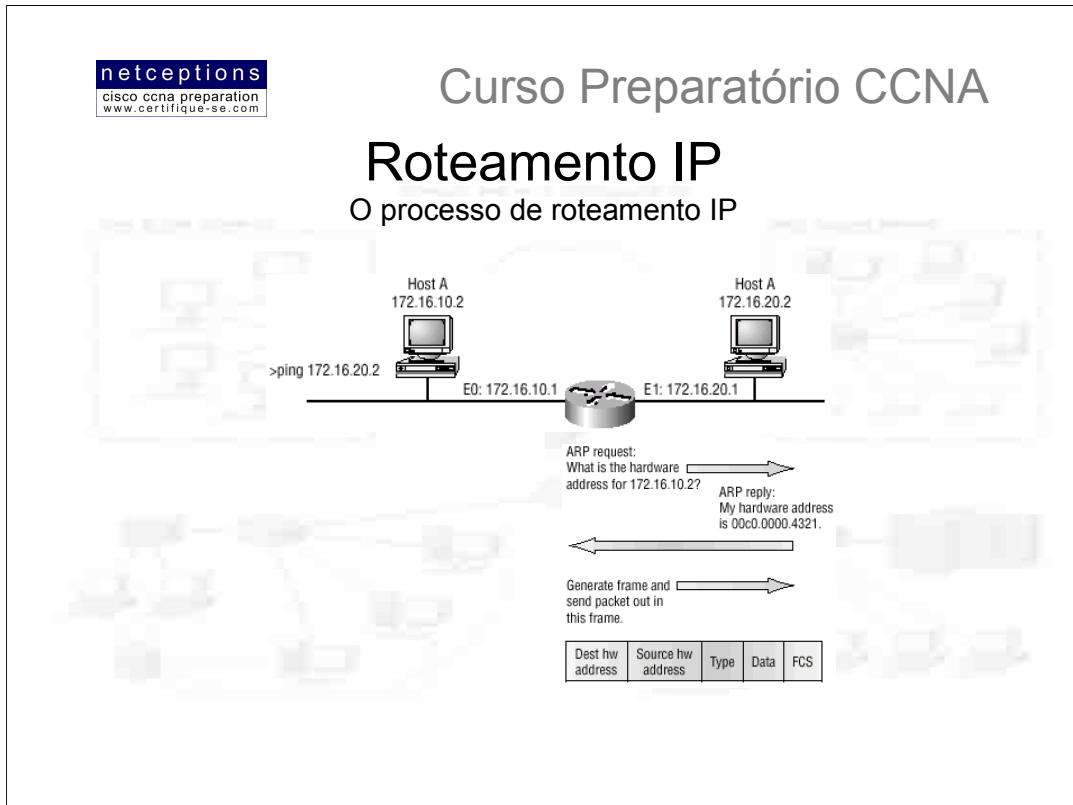 netceptions
cisco ccna preparation
www.certifique-se.com
Curso Preparatório CCNA
Roteamento IP
O processo de roteamento IP
Host A
172.16.10.2
Host A
172.16.20.2
>ping 172.16.20.2
E0: 172.16.10.1
E1: 172.16.20.1
ARP request:
What is the hardware
address for 172.16.10.2?
ARP reply:
My hardware address
is 00c0.0000.4321.
Generate frame and
send packet out in
this frame.
Dest hw
address
Source hw
address
Type
Data
FCS